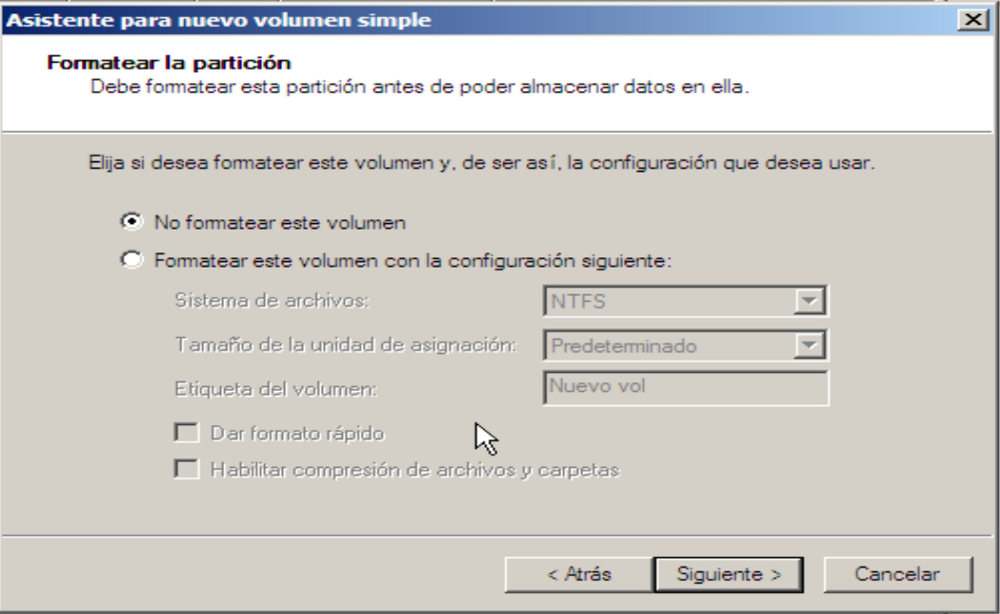 Asistente para nuevo volumen simple
Formatear la partición
Debe formatear esta partición antes de poder almacenar datos en ella.
Elija si desea formatear este volumen y, de ser así, la configuración que desea usar.
No formatear este volumen
Formatear este volumen con la configuración siguiente:
Sistema de archivos: NTFS
Tamaño de la unidad de asignación: Predeterminado
Etiqueta del volumen: Nuevo vol
Dar formato rápido
Habilitar compresión de archivos y carpetas
< Atrás Siguiente > Cancelar